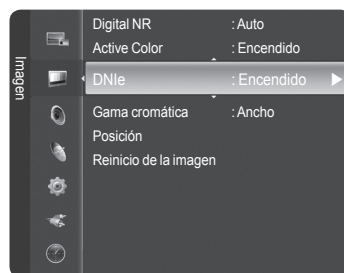 Imagen
Digital NR : Auto
Active Color : Encendido
DNIe : Encendido
Gama cromática : Ancho
Posición
Reinicio de la imagen